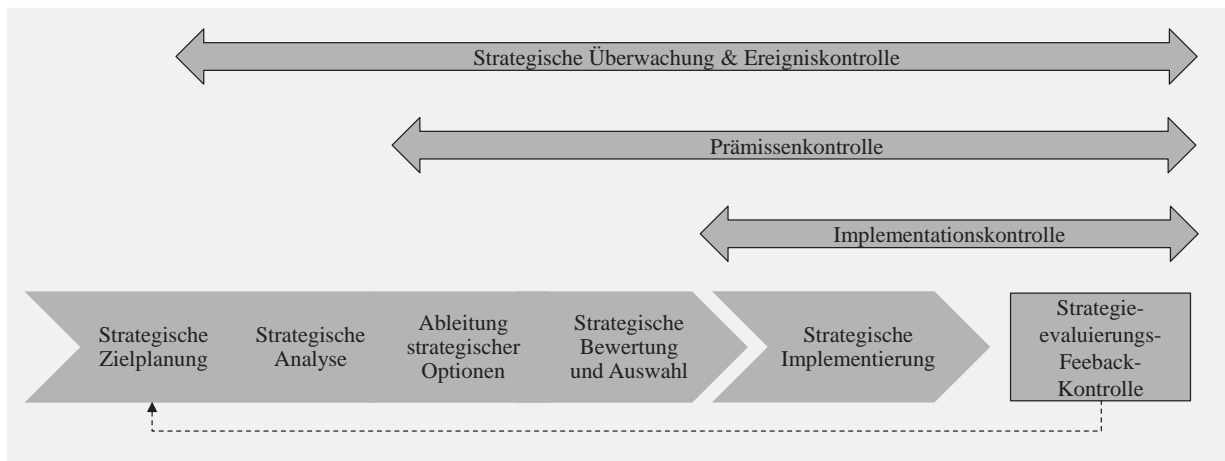 Strategische Überwachung & Ereigniskontrolle
Prämissenkontrolle
Implementationskontrolle
Strategische
Zielplanung
Strategische
Analyse
Ableitung
strategischer
Optionen
Strategische
Bewertung
und Auswahl
Strategische
Implementierung
Strategie-
evaluierungs-
Feeback-
Kontrolle